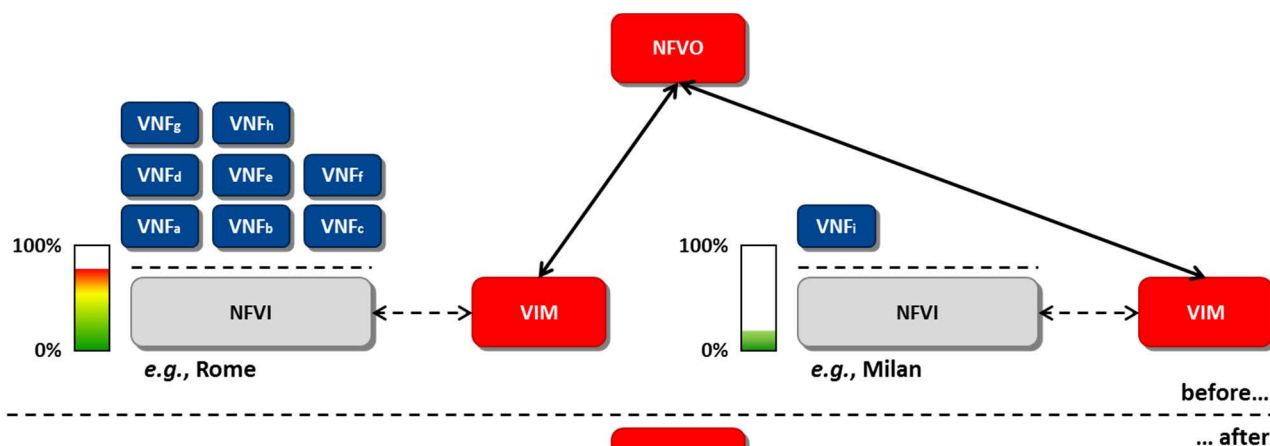 NFVO
VNFg VNFh
VNFd VNFe VNFf
VNFa VNFb VNFc
VNFi
100%
100%
NFVI
VIM
NFVI
VIM
0%
0%
e.g., Rome
e.g., Milan
before...
... after